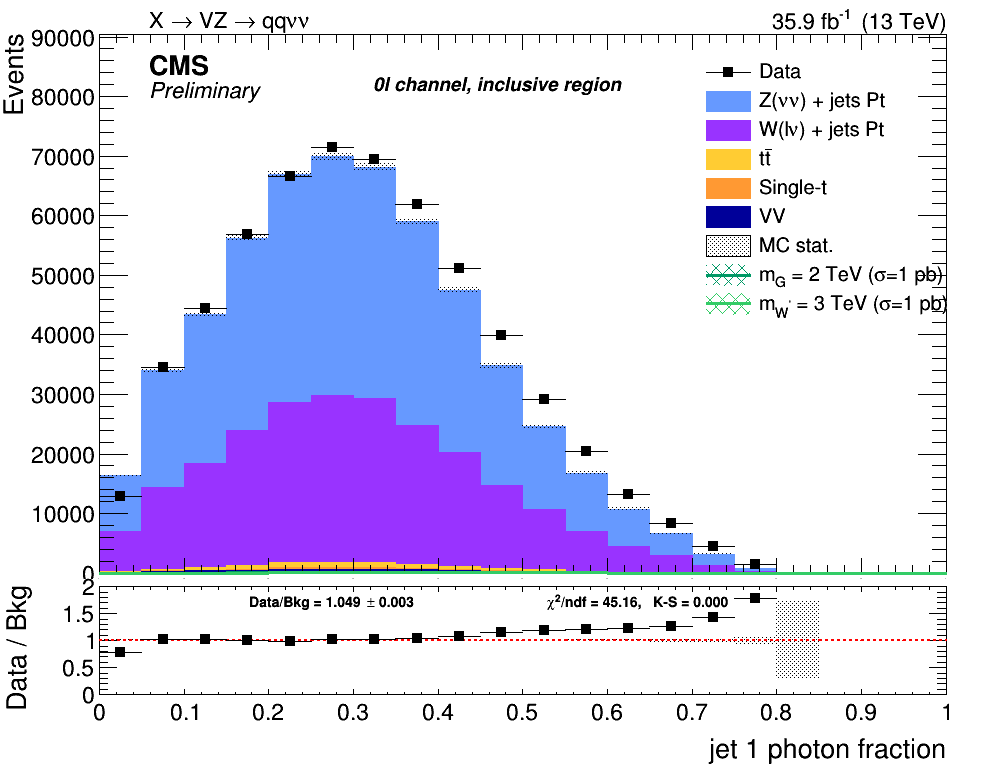 X → VZ → qqνν
35.9 fb⁻¹ (13 TeV)
Events
90000
80000
70000
60000
50000
40000
30000
20000
10000
0
CMS
Preliminary
0l channel, inclusive region
Data
Z(νν) + jets Pt
W(lν) + jets Pt
tt̄
Single-t
VV
MC stat.
m_G = 2 TeV (σ=1 pb)
m_W' = 3 TeV (σ=1 pb)
Data / Bkg
2
1.5
1
0.5
0
Data/Bkg = 1.049 ± 0.003
χ²/ndf = 45.16, K-S = 0.000
0 0.1 0.2 0.3 0.4 0.5 0.6 0.7 0.8 0.9 1
jet 1 photon fraction